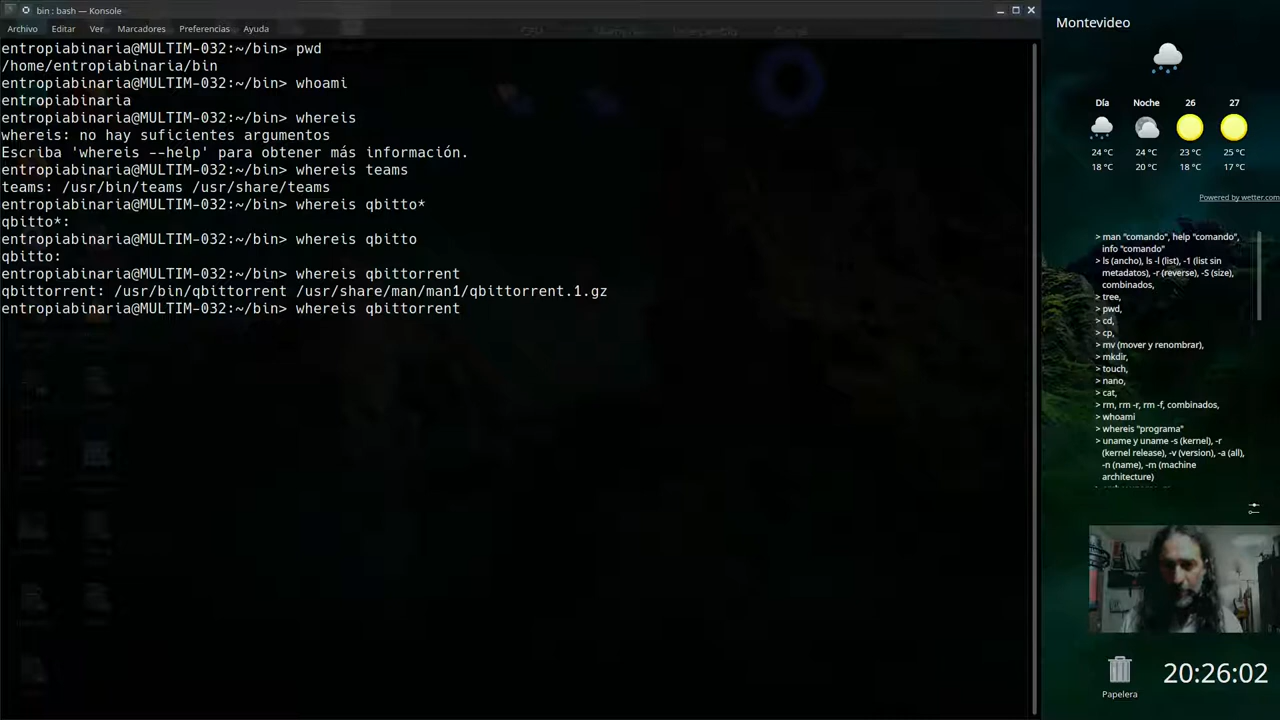 bin : bash — Konsole
Archivo Editar Ver Marcadores Preferencias Ayuda
entropiabinaria@MULTIM-032:~/bin> pwd
/home/entropiabinaria/bin
entropiabinaria@MULTIM-032:~/bin> whoami
entropiabinaria
entropiabinaria@MULTIM-032:~/bin> whereis
whereis: no hay suficientes argumentos
Escriba 'whereis --help' para obtener más información.
entropiabinaria@MULTIM-032:~/bin> whereis teams
teams: /usr/bin/teams /usr/share/teams
entropiabinaria@MULTIM-032:~/bin> whereis qbitto*
qbitto*:
entropiabinaria@MULTIM-032:~/bin> whereis qbitto
qbitto:
entropiabinaria@MULTIM-032:~/bin> whereis qbittorrent
qbittorrent: /usr/bin/qbittorrent /usr/share/man/man1/qbittorrent.1.gz
entropiabinaria@MULTIM-032:~/bin> whereis qbittorrent
Montevideo
Día Noche 26 27
24 °C 24 °C 23 °C 25 °C
18 °C 20 °C 18 °C 17 °C
Powered by wetter.com
> man "comando", help "comando",
info "comando"
> ls (ancho), ls -l (list), -1 (list sin
metadatos), -r (reverse), -S (size),
combinados,
> tree,
> pwd,
> cd,
> cp,
> mv (mover y renombrar),
> mkdir,
> touch,
> nano,
> cat,
> rm, rm -r, rm -f, combinados,
> whoami
> whereis "programa"
> uname y uname -s (kernel), -r
(kernel release), -v (version), -a (all),
-n (name), -m (machine
architecture)
Papelera
20:26:02